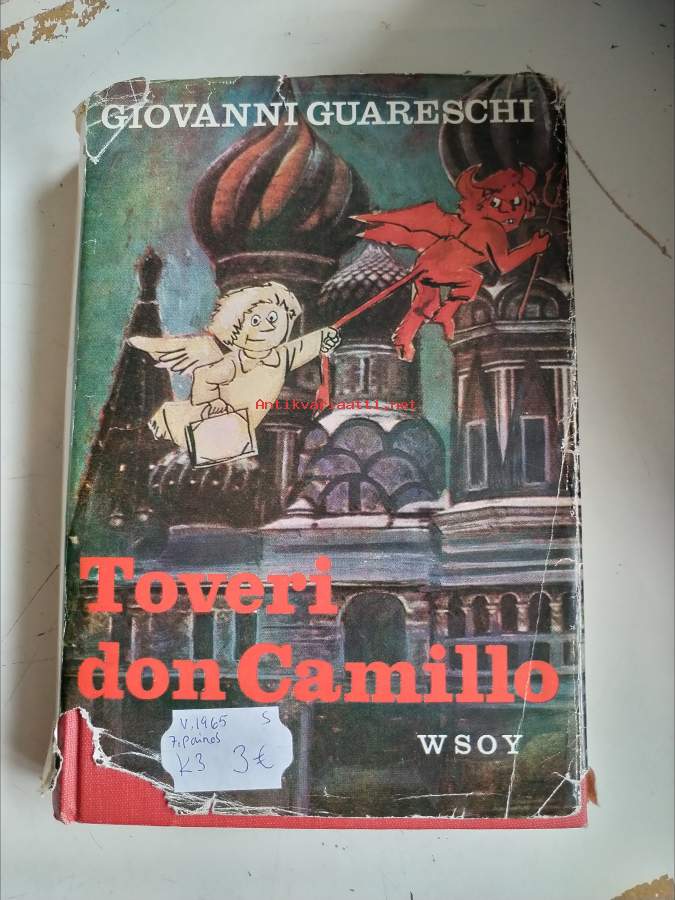 GIOVANNI GUARESCHI
Antikvariaatti.net
Toveri
don Camillo
WSOY
V. 1965 S
7. painos
K3 3€